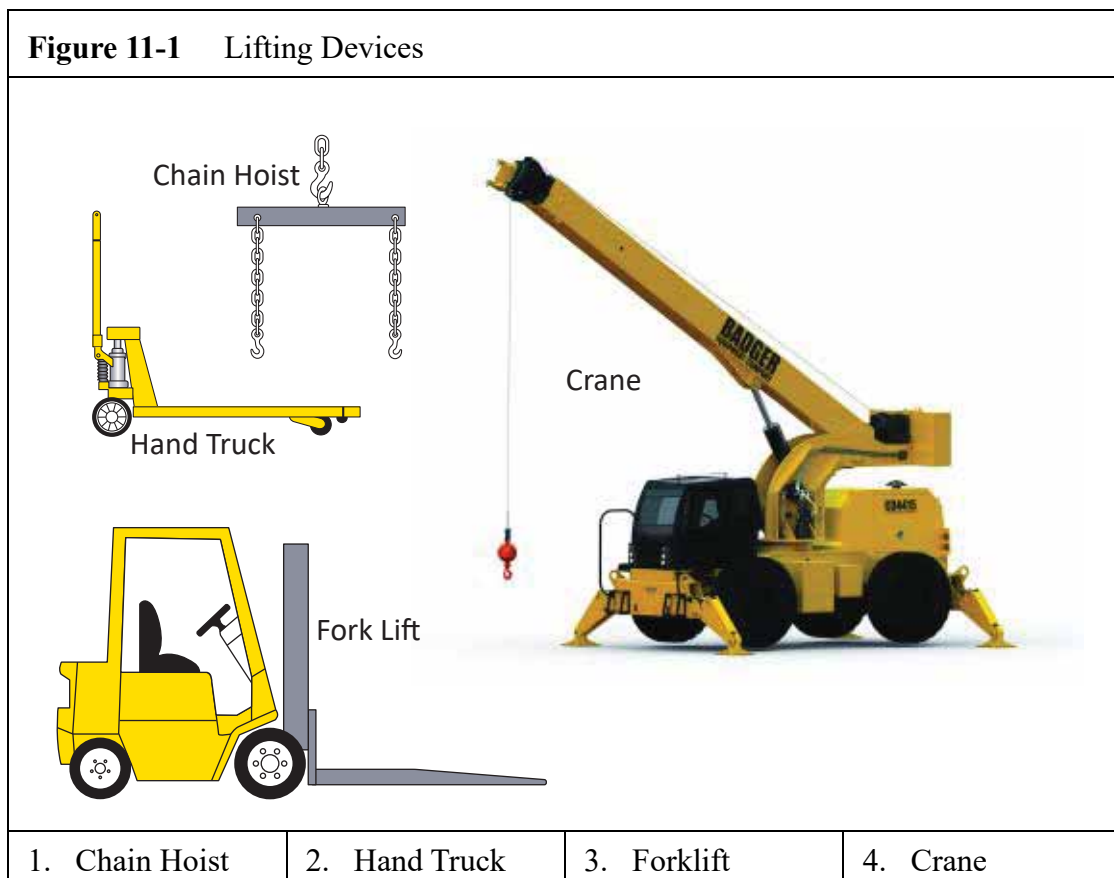 Figure 11-1 Lifting Devices
Chain Hoist
Hand Truck
Crane
BADGER
Fork Lift
1. Chain Hoist 2. Hand Truck 3. Forklift 4. Crane